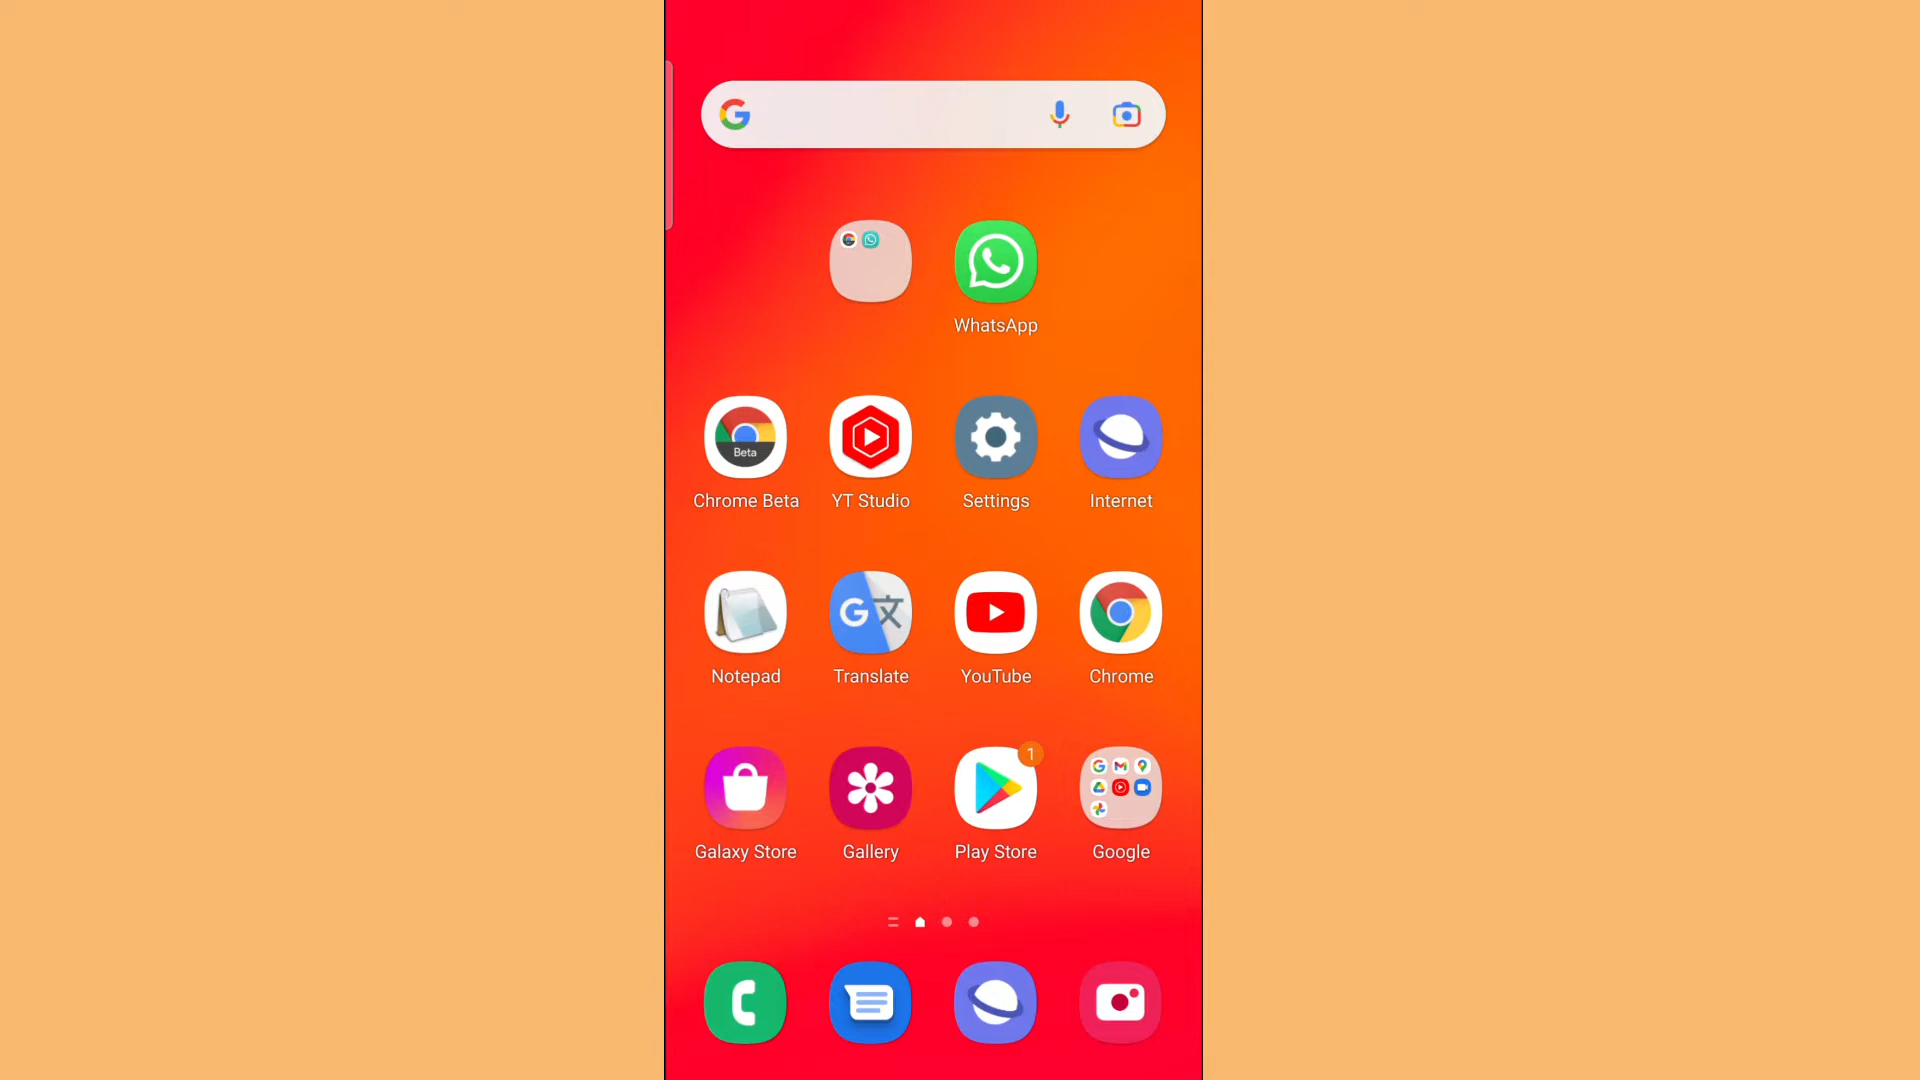 WhatsApp
Beta
Chrome Beta
YT Studio
Settings
Internet
Notepad
G 文
Translate
YouTube
Chrome
1
Galaxy Store
Gallery
Play Store
Google